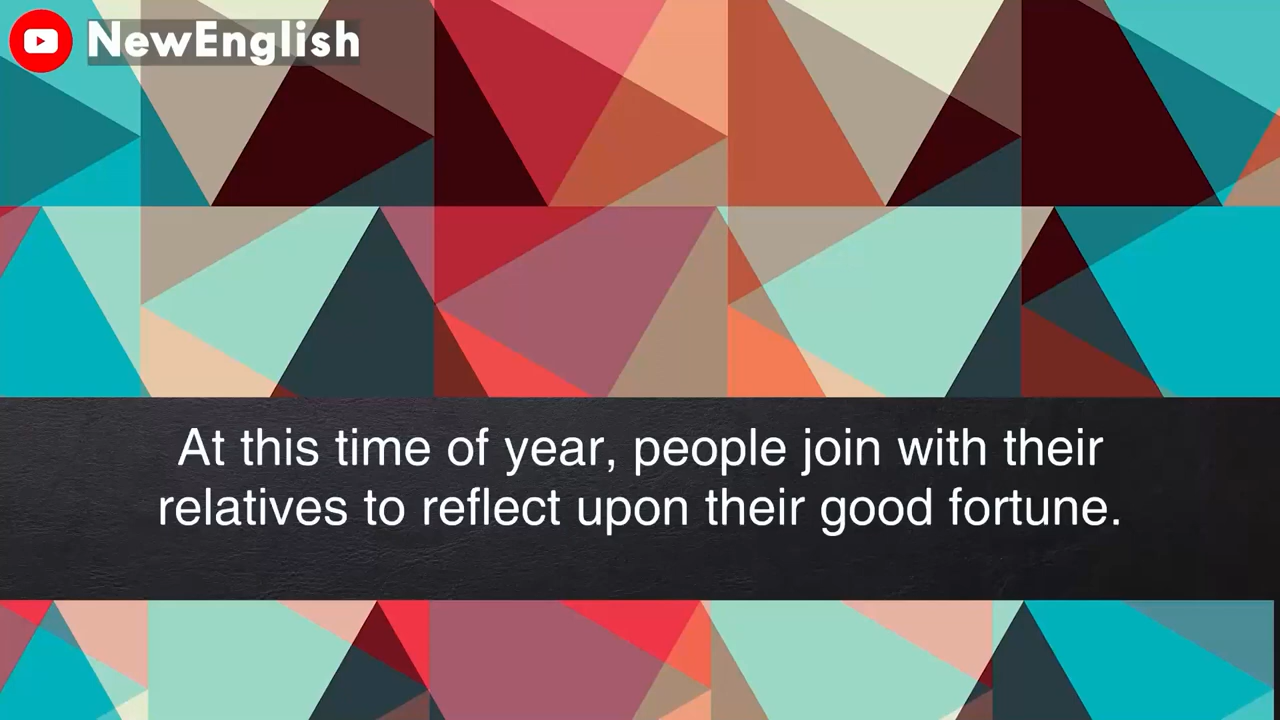 NewEnglish
At this time of year, people join with their
relatives to reflect upon their good fortune.